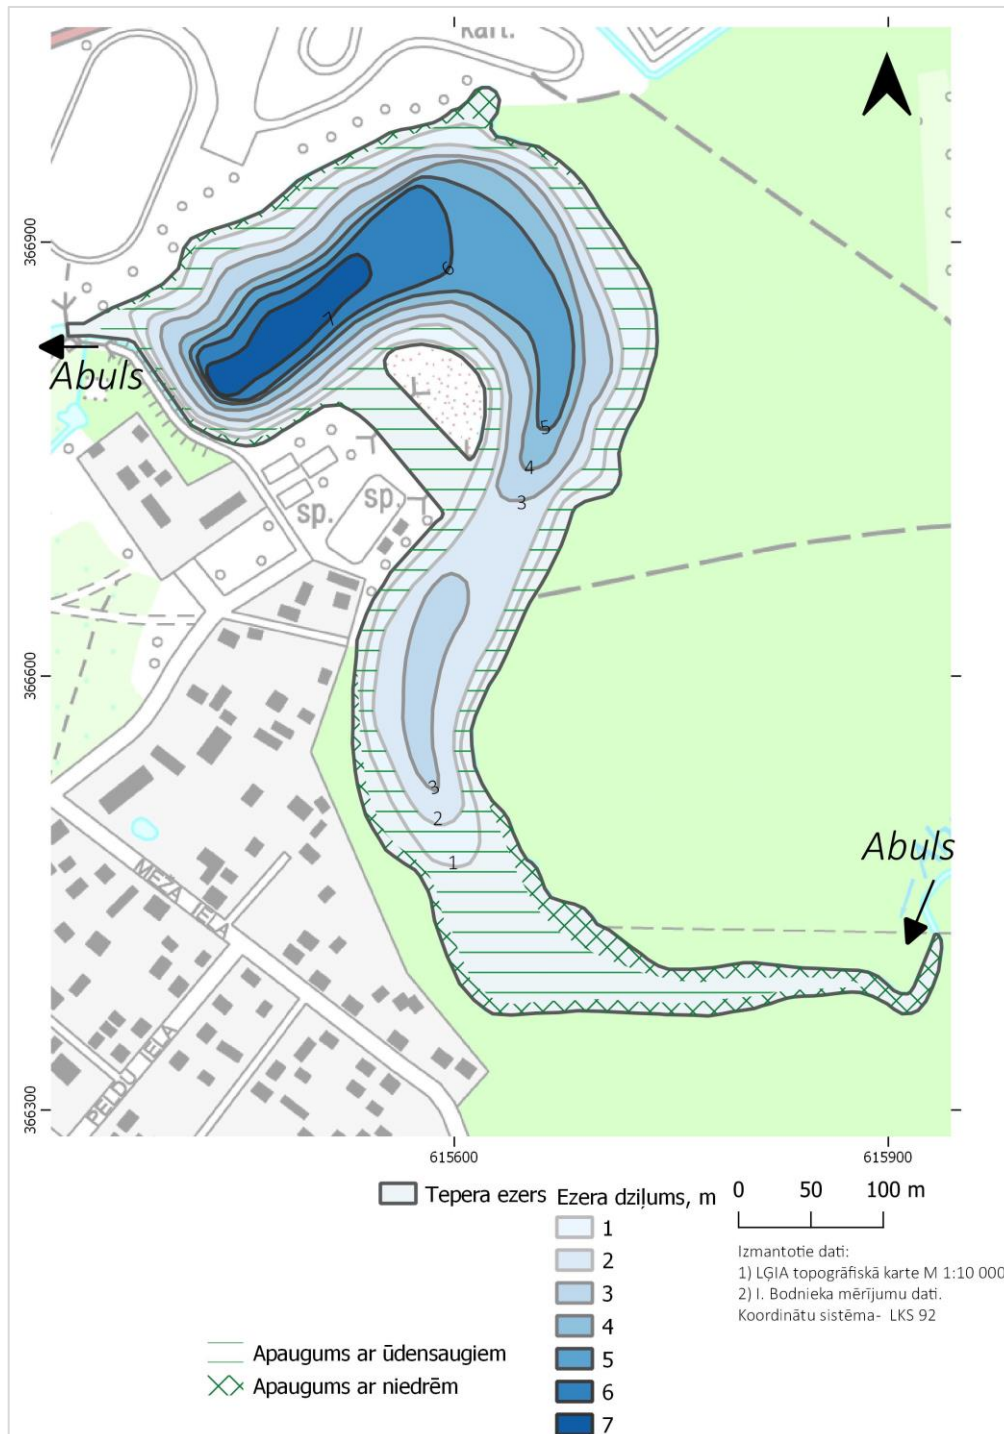 kart.
366900
Abuls
7
6
5
4
3
sp.
sp.
366600
3
2
1
MEŽA IELA
Abuls
PELDU IELA
366300
615600
615900
Tepera ezers
Ezera dziļums, m
1
2
3
4
5
6
7
0 50 100 m
Izmantotie dati:
1) LĢIA topogrāfiskā karte M 1:10 000
2) I. Bodnieka mērījumu dati.
Koordinātu sistēma- LKS 92
Apaugums ar ūdensaugiem
Apaugums ar niedrēm